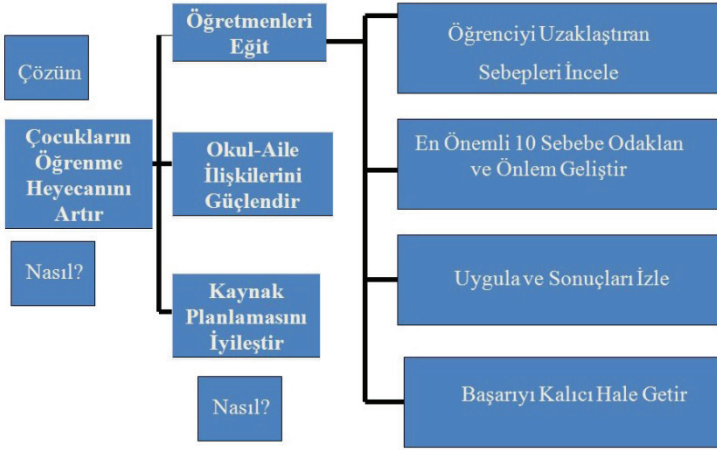 Çözüm
Çocukların
Öğrenme
Heyecanını
Artır
Nasıl?
Öğretmenleri
Eğit
Okul-Aile
İlişkilerini
Güçlendir
Kaynak
Planlamasını
İyileştir
Nasıl?
Öğrenciyi Uzaklaştıran
Sebepleri İncele
En Önemli 10 Sebebe Odaklan
ve Önlem Geliştir
Uygula ve Sonuçları İzle
Başarıyı Kalıcı Hale Getir